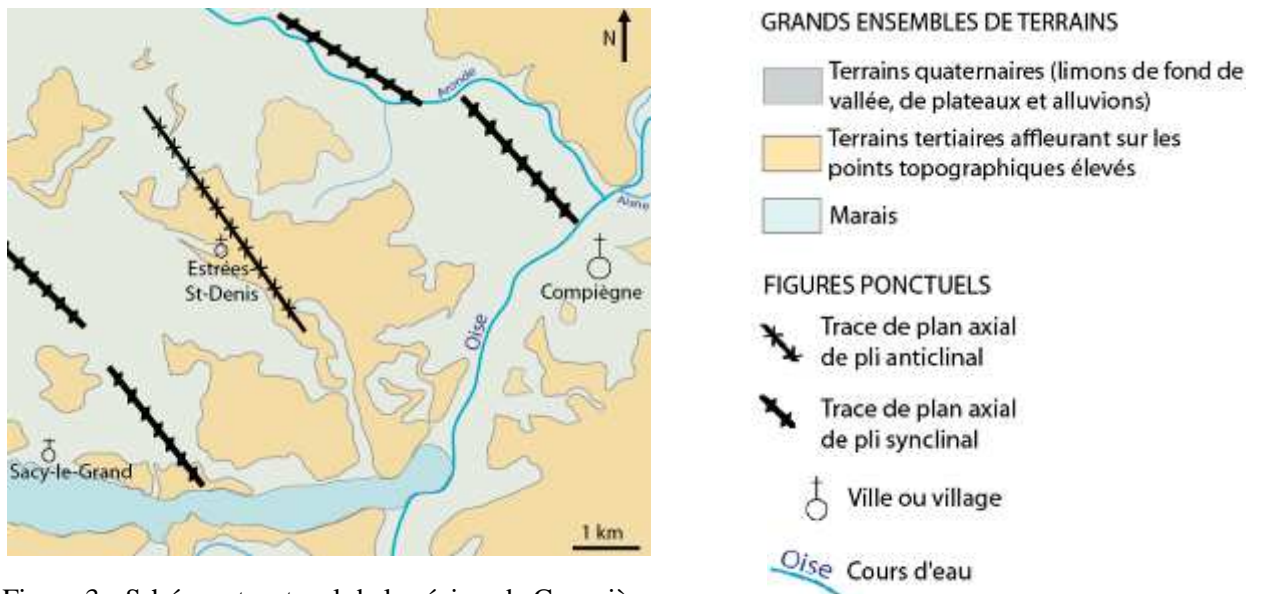 N
Aronde
Aisne
Estrées-
St-Denis
Compiègne
Oise
Sacy-le-Grand
1 km
GRANDS ENSEMBLES DE TERRAINS
Terrains quaternaires (limons de fond de
vallée, de plateaux et alluvions)
Terrains tertiaires affleurant sur les
points topographiques élevés
Marais
FIGURES PONCTUELS
Trace de plan axial
de pli anticlinal
Trace de plan axial
de pli synclinal
Ville ou village
Oise Cours d'eau